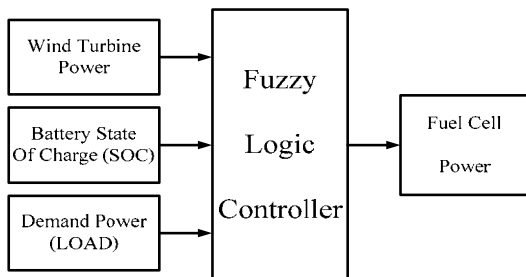 Wind Turbine
Power
Battery State
Of Charge (SOC)
Demand Power
(LOAD)
Fuzzy
Logic
Controller
Fuel Cell
Power